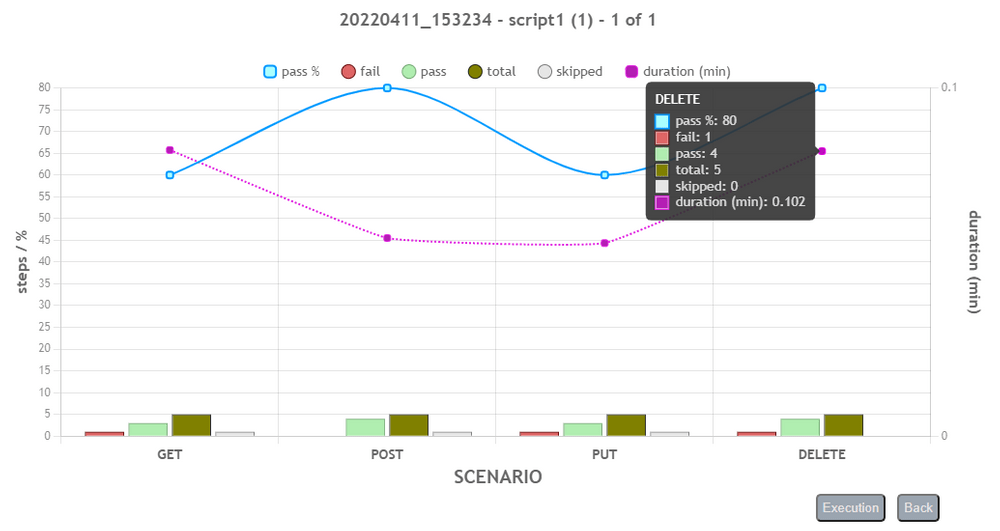 20220411_153234 - script1 (1) - 1 of 1
pass % fail pass total skipped duration (min)
80
75
70
65
60
55
50
45
40
35
30
25
20
15
10
5
0
steps / %
0.1
0
duration (min)
DELETE
pass %: 80
fail: 1
pass: 4
total: 5
skipped: 0
duration (min): 0.102
GET POST PUT DELETE
SCENARIO
Execution Back